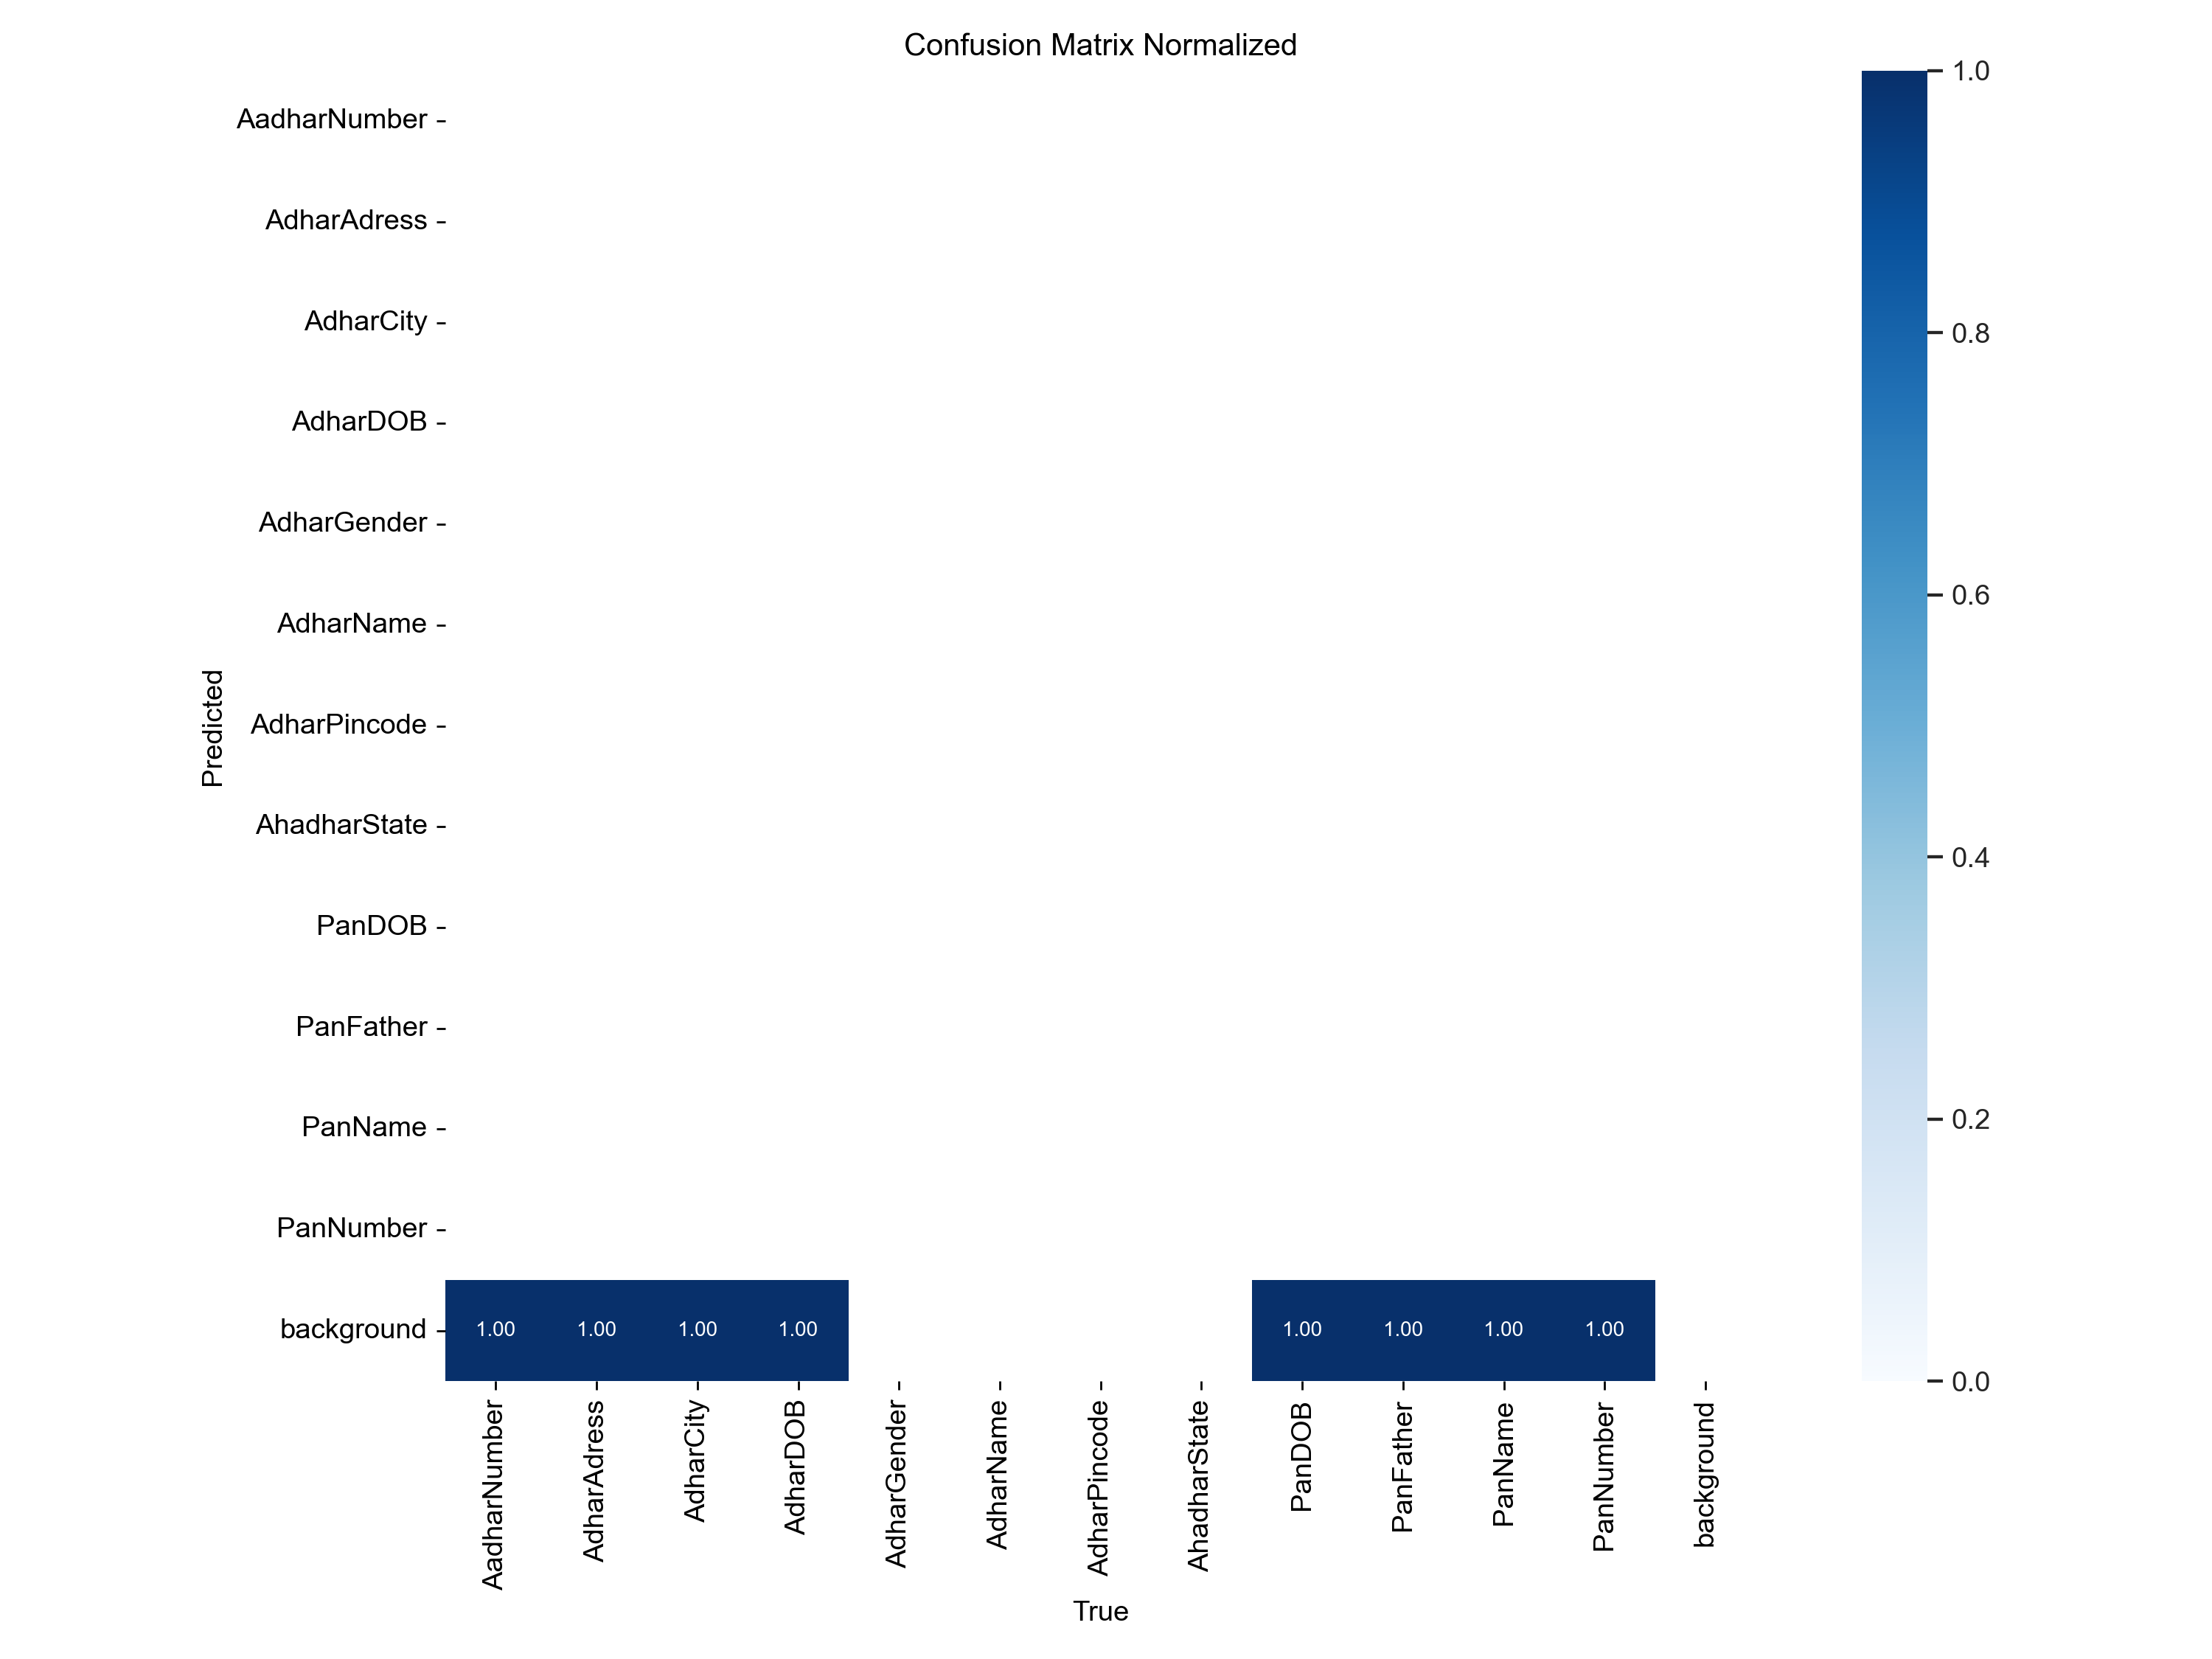 Confusion Matrix Normalized
AadharNumber
AdharAdress
AdharCity
AdharDOB
AdharGender
AdharName
AdharPincode
AhadharState
PanDOB
PanFather
PanName
PanNumber
background
Predicted
1.00 1.00 1.00 1.00 1.00 1.00 1.00 1.00
AadharNumber
AdharAdress
AdharCity
AdharDOB
AdharGender
AdharName
AdharPincode
AhadharState
PanDOB
PanFather
PanName
PanNumber
background
True
1.0
0.8
0.6
0.4
0.2
0.0